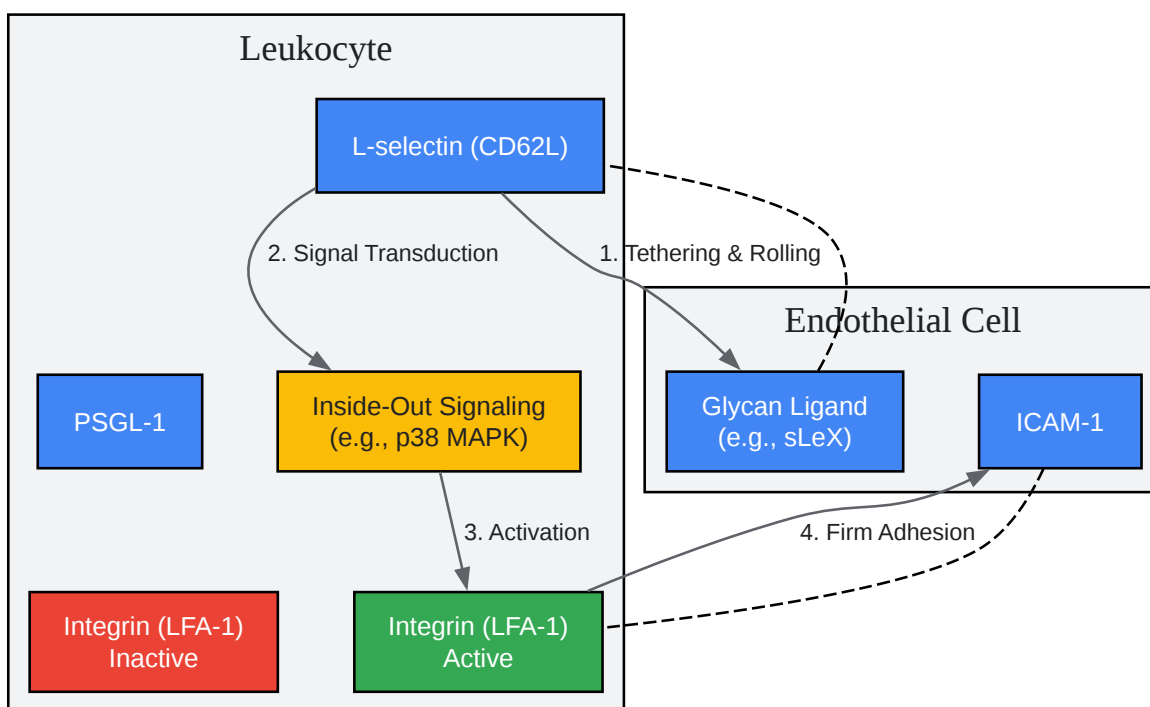 Leukocyte
L-selectin (CD62L)
2. Signal Transduction
1. Tethering & Rolling
Endothelial Cell
PSGL-1
Inside-Out Signaling
(e.g., p38 MAPK)
Glycan Ligand
(e.g., sLeX)
ICAM-1
3. Activation
4. Firm Adhesion
Integrin (LFA-1)
Inactive
Integrin (LFA-1)
Active